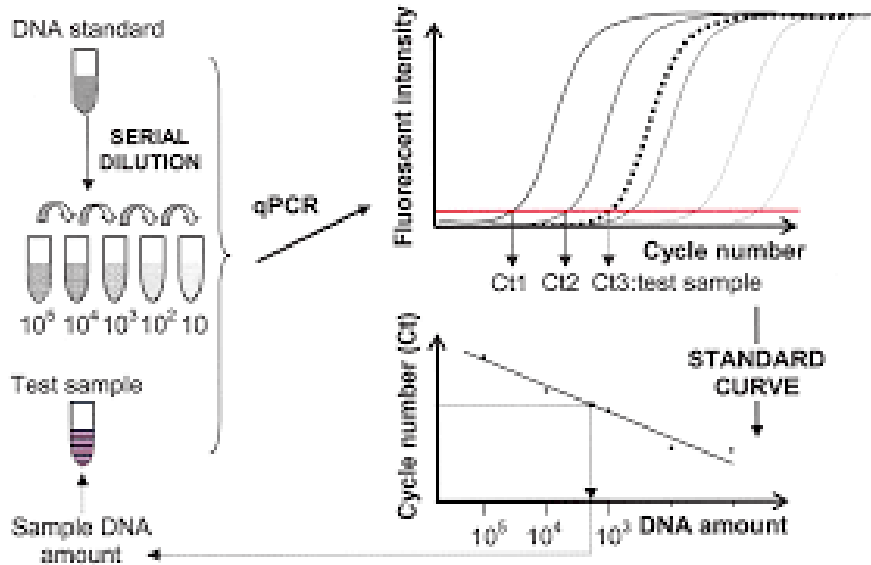 DNA standard
SERIAL
DILUTION
10⁵ 10⁴ 10³ 10² 10
Test sample
Sample DNA
amount
qPCR
Fluorescent intensity
Cycle number
Ct1 Ct2 Ct3:test sample
STANDARD
CURVE
Cycle number (Ct)
10⁵ 10⁴ 10³ DNA amount